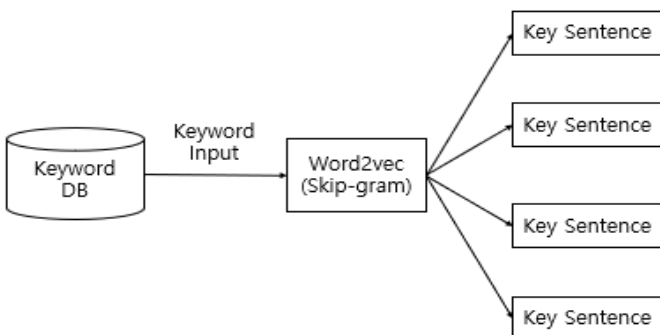 Keyword
DB
Keyword
Input
Word2vec
(Skip-gram)
Key Sentence
Key Sentence
Key Sentence
Key Sentence